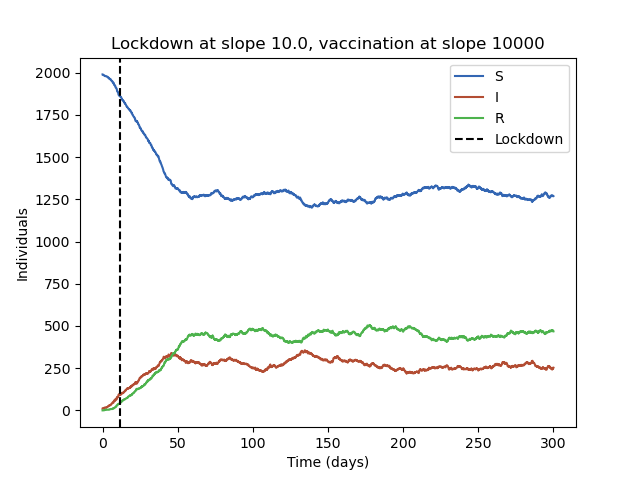 Lockdown at slope 10.0, vaccination at slope 10000
2000
1750
1500
1250
1000
750
500
250
0
Individuals
S
I
R
Lockdown
0 50 100 150 200 250 300
Time (days)